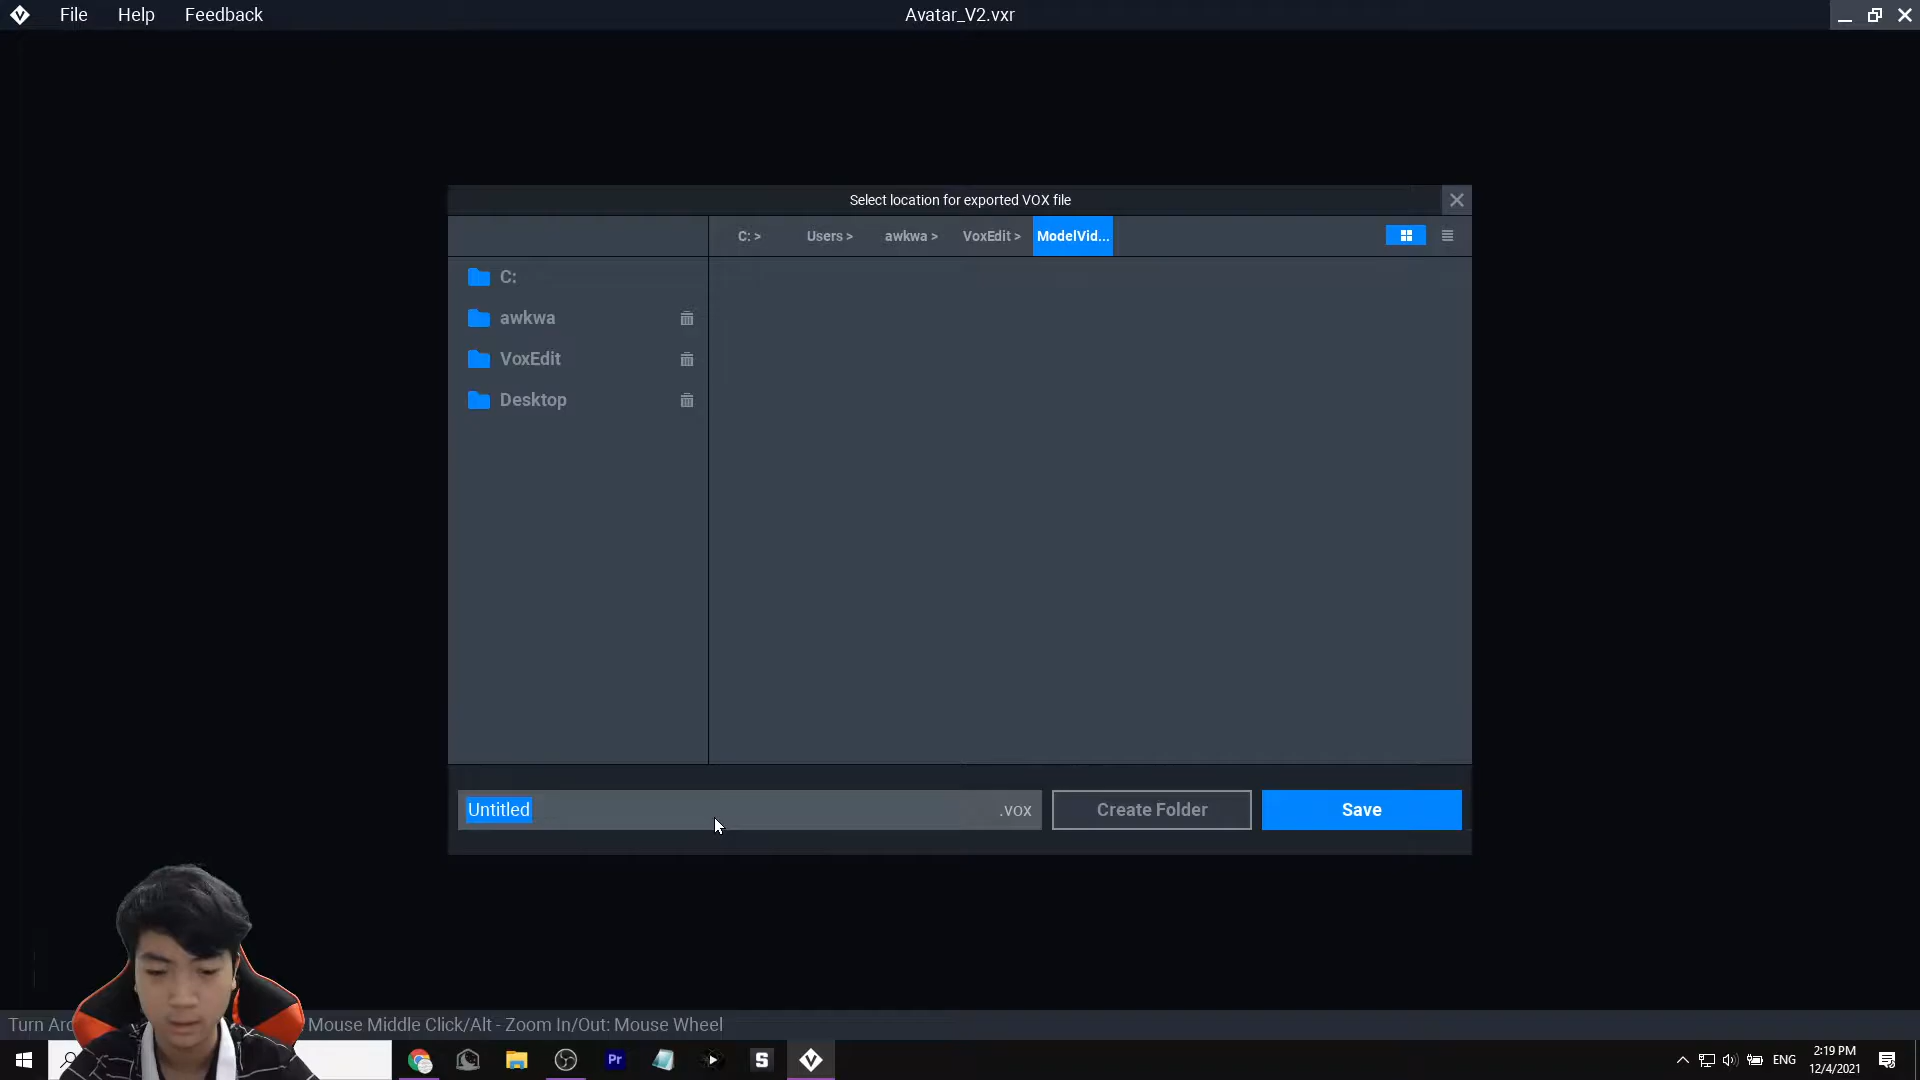 File Help Feedback Avatar_V2.vxr
Select location for exported VOX file
C: > Users > awkwa > VoxEdit > ModelVid...
C:
awkwa
VoxEdit
Desktop
Untitled .vox Create Folder Save
Turn Mouse Middle Click/Alt - Zoom In/Out: Mouse Wheel
Pr S ENG 2:19 PM
12/4/2021